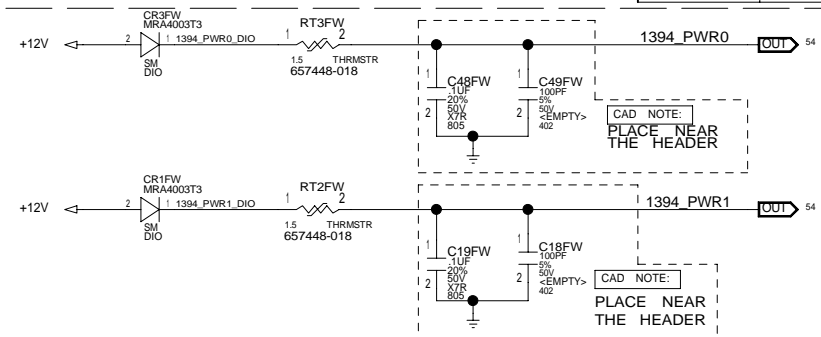 CR3FW
MRA4003T3
+12V
2
1
1394_PWR0_DIO
SM
DIO
RT3FW
1
2
1.5
THRMSTR
657448-018
1394_PWR0
OUT
54
1
C48FW
.1UF
20%
50V
X7R
805
2
1
C49FW
100PF
5%
50V
<EMPTY>
402
2
CAD NOTE:
PLACE NEAR
THE HEADER
CR1FW
MRA4003T3
+12V
2
1
1394_PWR1_DIO
SM
DIO
RT2FW
1
2
1.5
THRMSTR
657448-018
1394_PWR1
OUT
54
1
C19FW
.1UF
20%
50V
X7R
805
2
1
C18FW
100PF
5%
50V
<EMPTY>
402
2
CAD NOTE:
PLACE NEAR
THE HEADER